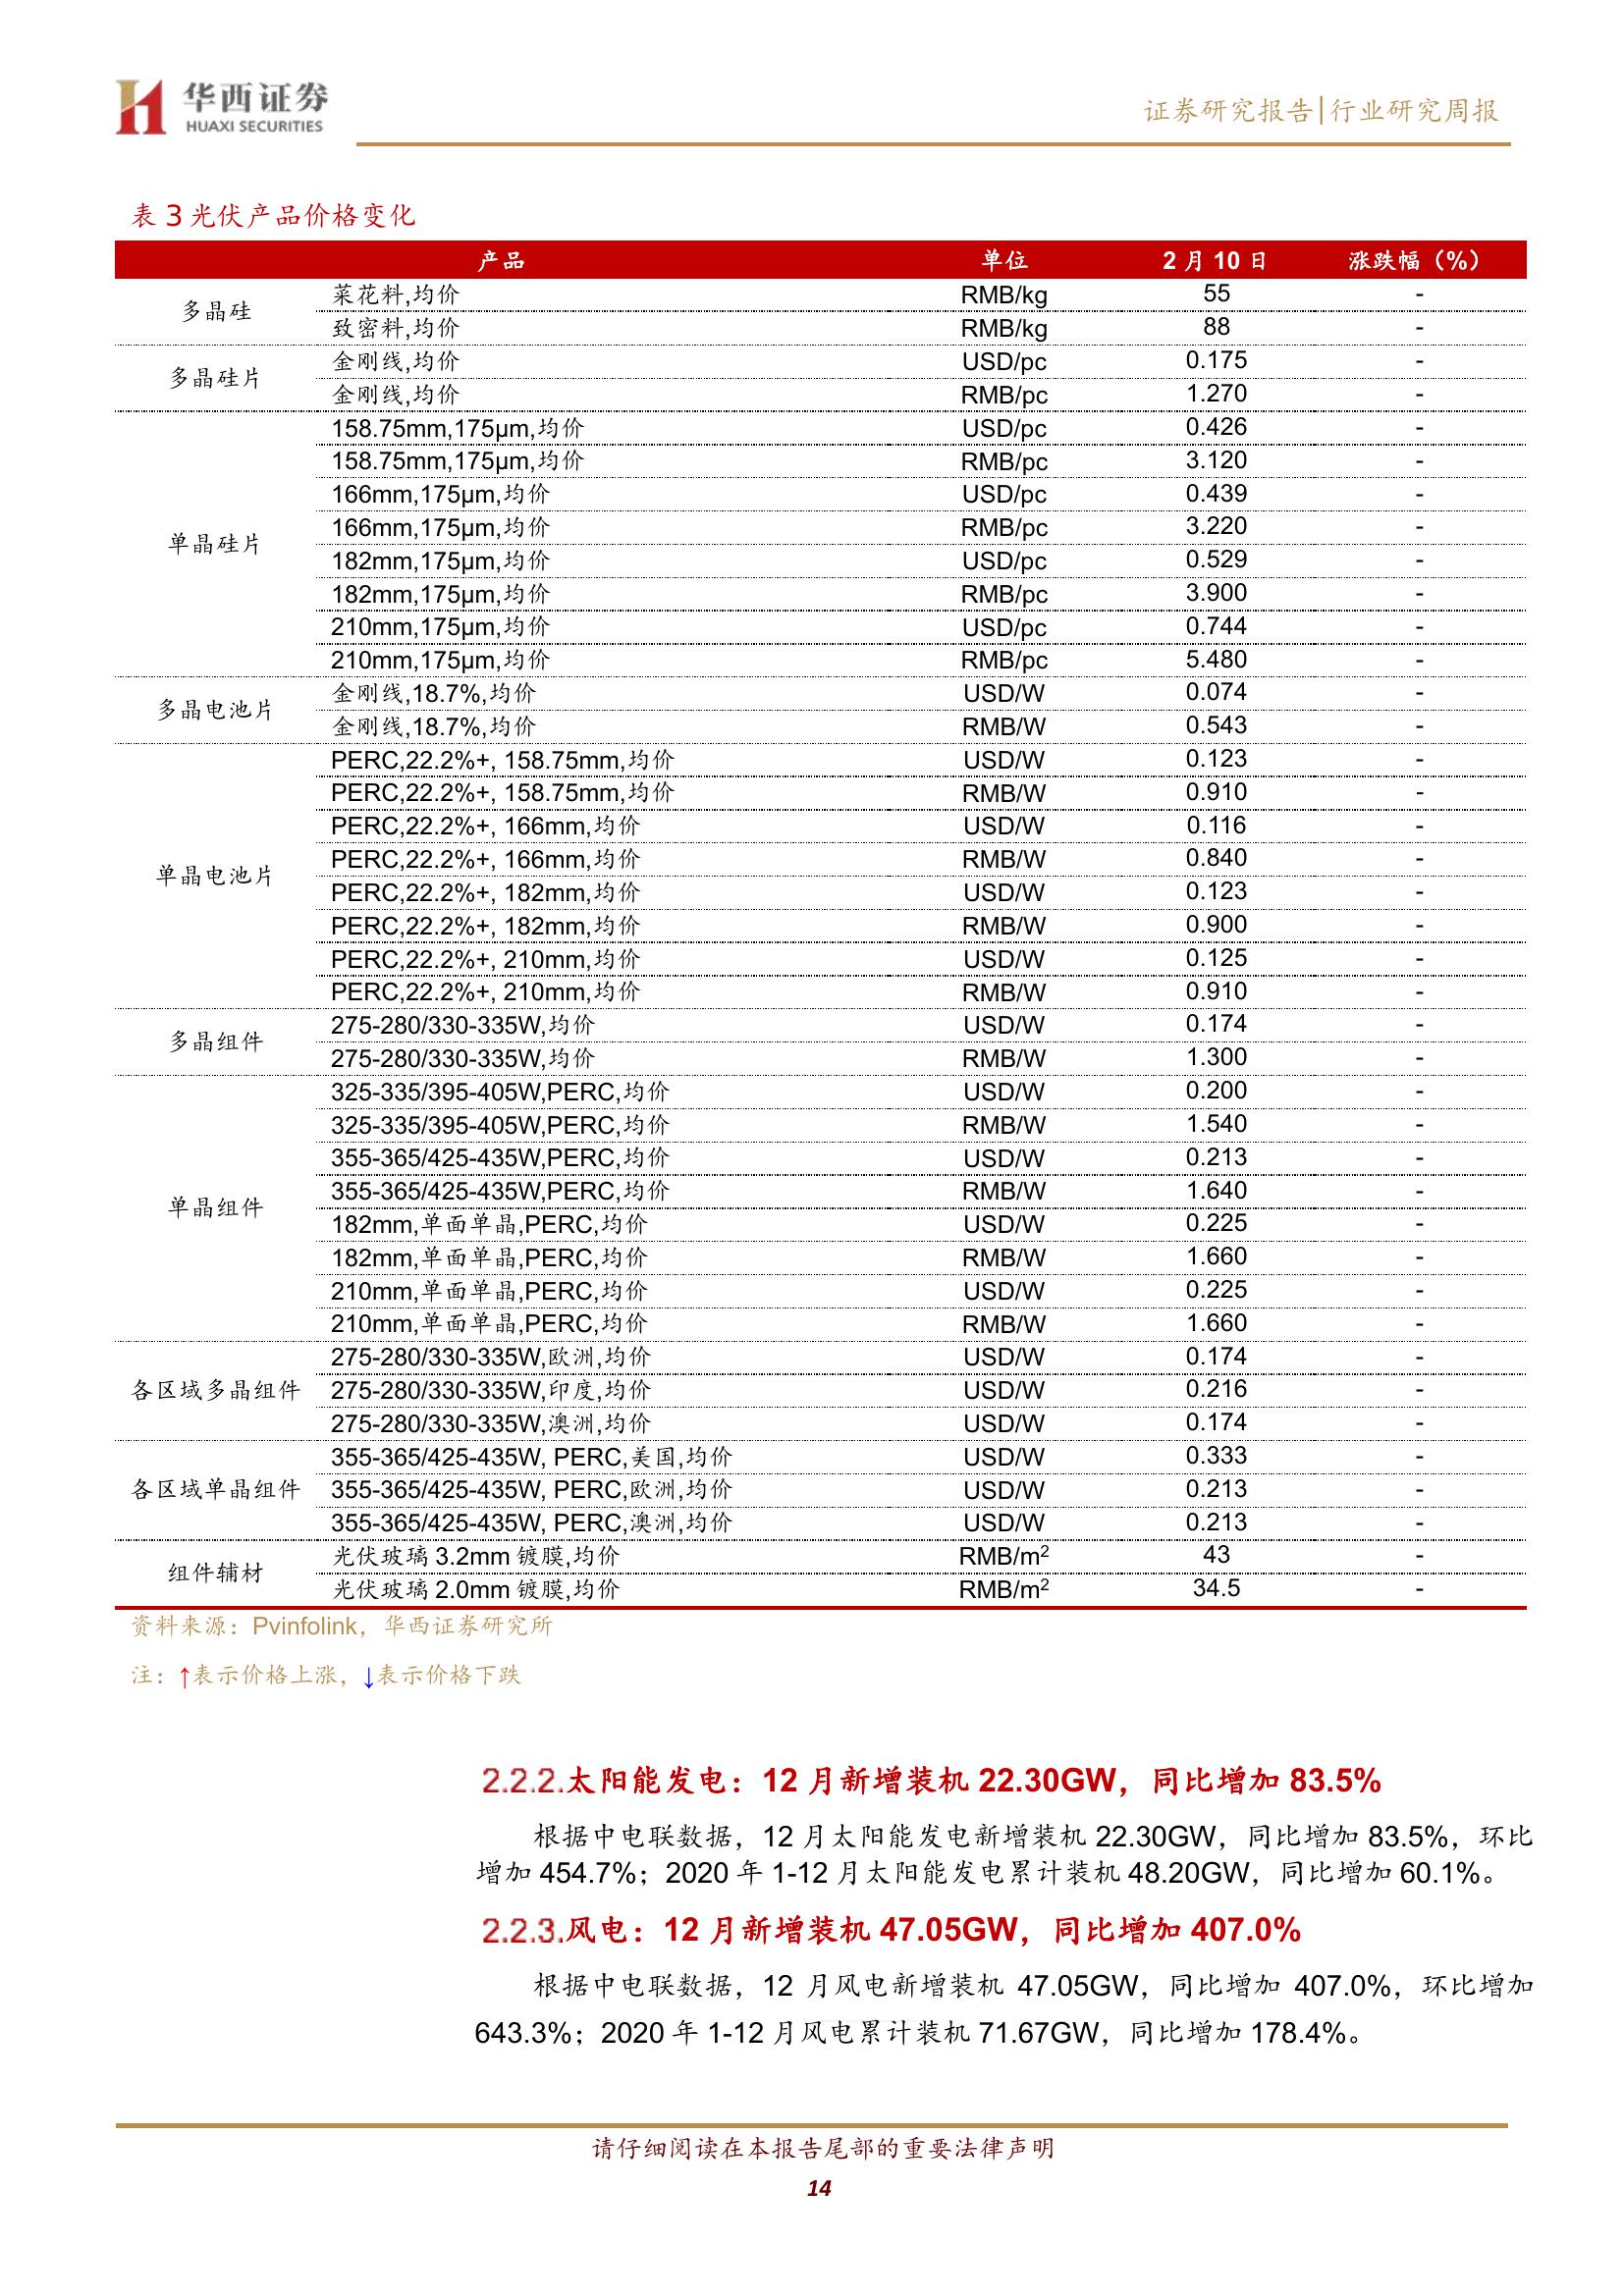 华西证券
HUAXI SECURITIES
证券研究报告|行业研究周报
表 3 光伏产品价格变化
产品 单位 2 月 10 日 涨跌幅（%）
多晶硅 菜花料,均价 RMB/kg 55 -
致密料,均价 RMB/kg 88 -
多晶硅片 金刚线,均价 USD/pc 0.175 -
金刚线,均价 RMB/pc 1.270 -
单晶硅片 158.75mm,175μm,均价 USD/pc 0.426 -
158.75mm,175μm,均价 RMB/pc 3.120 -
166mm,175μm,均价 USD/pc 0.439 -
166mm,175μm,均价 RMB/pc 3.220 -
182mm,175μm,均价 USD/pc 0.529 -
182mm,175μm,均价 RMB/pc 3.900 -
210mm,175μm,均价 USD/pc 0.744 -
210mm,175μm,均价 RMB/pc 5.480 -
多晶电池片 金刚线,18.7%,均价 USD/W 0.074 -
金刚线,18.7%,均价 RMB/W 0.543 -
单晶电池片 PERC,22.2%+, 158.75mm,均价 USD/W 0.123 -
PERC,22.2%+, 158.75mm,均价 RMB/W 0.910 -
PERC,22.2%+, 166mm,均价 USD/W 0.116 -
PERC,22.2%+, 166mm,均价 RMB/W 0.840 -
PERC,22.2%+, 182mm,均价 USD/W 0.123 -
PERC,22.2%+, 182mm,均价 RMB/W 0.900 -
PERC,22.2%+, 210mm,均价 USD/W 0.125 -
PERC,22.2%+, 210mm,均价 RMB/W 0.910 -
多晶组件 275-280/330-335W,均价 USD/W 0.174 -
275-280/330-335W,均价 RMB/W 1.300 -
单晶组件 325-335/395-405W,PERC,均价 USD/W 0.200 -
325-335/395-405W,PERC,均价 RMB/W 1.540 -
355-365/425-435W,PERC,均价 USD/W 0.213 -
355-365/425-435W,PERC,均价 RMB/W 1.640 -
182mm,单面单晶,PERC,均价 USD/W 0.225 -
182mm,单面单晶,PERC,均价 RMB/W 1.660 -
210mm,单面单晶,PERC,均价 USD/W 0.225 -
210mm,单面单晶,PERC,均价 RMB/W 1.660 -
各区域多晶组件 275-280/330-335W,欧洲,均价 USD/W 0.174 -
275-280/330-335W,印度,均价 USD/W 0.216 -
275-280/330-335W,澳洲,均价 USD/W 0.174 -
各区域单晶组件 355-365/425-435W, PERC,美国,均价 USD/W 0.333 -
355-365/425-435W, PERC,欧洲,均价 USD/W 0.213 -
355-365/425-435W, PERC,澳洲,均价 USD/W 0.213 -
组件辅材 光伏玻璃 3.2mm 镀膜,均价 RMB/m² 43 -
光伏玻璃 2.0mm 镀膜,均价 RMB/m² 34.5 -
资料来源：Pvinfolink，华西证券研究所
注：↑表示价格上涨，↓表示价格下跌
2.2.2.太阳能发电：12 月新增装机 22.30GW，同比增加 83.5%
根据中电联数据，12 月太阳能发电新增装机 22.30GW，同比增加 83.5%，环比
增加 454.7%；2020 年 1-12 月太阳能发电累计装机 48.20GW，同比增加 60.1%。
2.2.3.风电：12 月新增装机 47.05GW，同比增加 407.0%
根据中电联数据，12 月风电新增装机 47.05GW，同比增加 407.0%，环比增加
643.3%；2020 年 1-12 月风电累计装机 71.67GW，同比增加 178.4%。
请仔细阅读在本报告尾部的重要法律声明
14